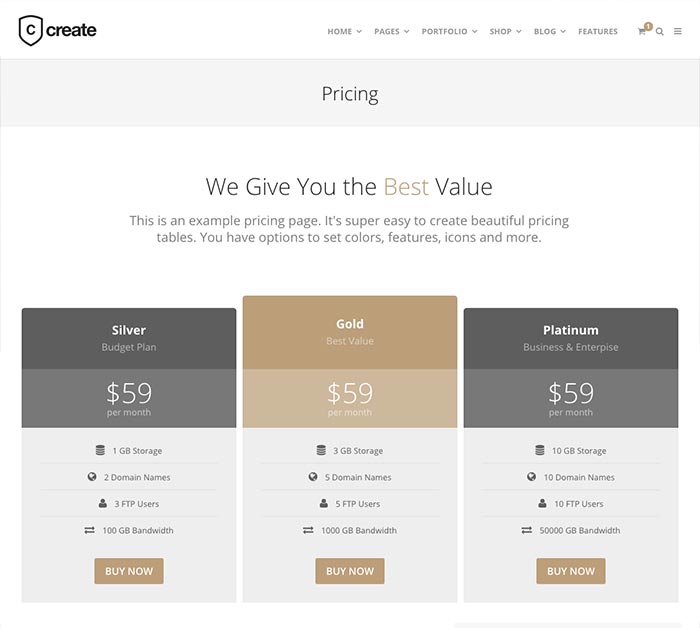 C create
HOME PAGES PORTFOLIO SHOP BLOG FEATURES 1
Pricing
We Give You the Best Value
This is an example pricing page. It's super easy to create beautiful pricing
tables. You have options to set colors, features, icons and more.
Silver
Budget Plan
$59
per month
1 GB Storage
2 Domain Names
3 FTP Users
100 GB Bandwidth
BUY NOW
Gold
Best Value
$59
per month
3 GB Storage
5 Domain Names
5 FTP Users
1000 GB Bandwidth
BUY NOW
Platinum
Business & Enterpise
$59
per month
10 GB Storage
10 Domain Names
10 FTP Users
50000 GB Bandwidth
BUY NOW